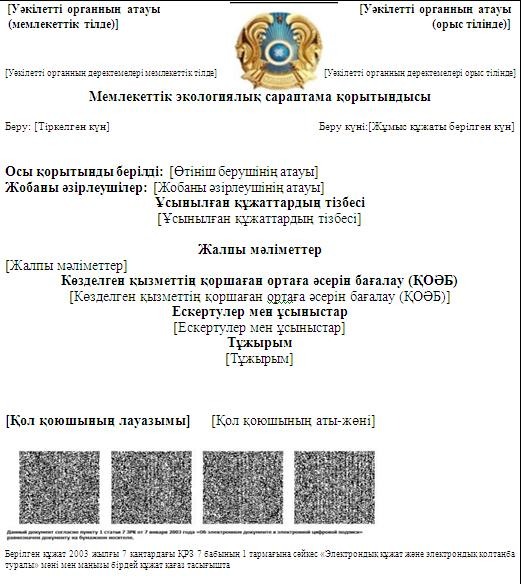 [Уәкілетті органның атауы
(мемлекеттік тілде)]
[Уәкілетті органның атауы
(орыс тілінде)]
[Уәкілетті органның деректемелері мемлекеттік тілде]
[Уәкілетті органның деректемелері орыс тілінде]
Мемлекеттік экологиялық сараптама қорытындысы
Беру: [Тіркелген күн]
Беру күні:[Жұмыс құжаты берілген күн]
Осы қорытынды берілді: [Өтініш берушінің атауы]
Жобаны әзірлеушілер: [Жобаны әзірлеушінің атауы]
Ұсынылған құжаттардың тізбесі
[Ұсынылған құжаттардың тізбесі]
Жалпы мәліметтер
[Жалпы мәліметтер]
Көзделген қызметтің қоршаған ортаға әсерін бағалау (ҚОӘБ)
[Көзделген қызметтің қоршаған ортаға әсерін бағалау (ҚОӘБ)]
Ескертулер мен ұсыныстар
[Ескертулер мен ұсыныстар]
Тұжырым
[Тұжырым]
[Қол қоюшының лауазымы] [Қол қоюшының аты-жөні]
Данный документ согласно пункту 1 статьи 7 ЗРК от 7 января 2003 года «Об электронном документе и электронной цифровой подписи»
равнозначен документу на бумажном носителе.
Берілген құжат 2003 жылғы 7 қаңтардағы ҚРЗ 7 бабының 1 тармағына сәйкес «Электрондық құжат және электрондық қолтаңба
туралы» мәні мен маңызы бірдей құжат қағаз тасығышта